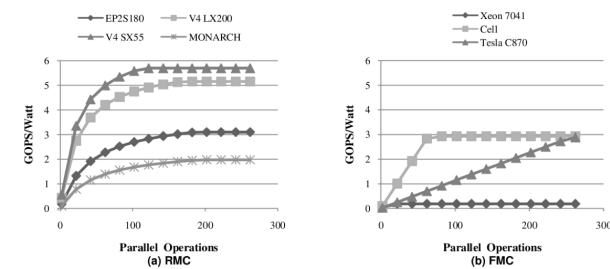 EP2S180 V4 LX200
V4 SX55 MONARCH
GOPS/Watt
6
5
4
3
2
1
0
0 100 200 300
Parallel Operations
(a) RMC
Xeon 7041
Cell
Tesla C870
GOPS/Watt
6
5
4
3
2
1
0
0 100 200 300
Parallel Operations
(b) FMC